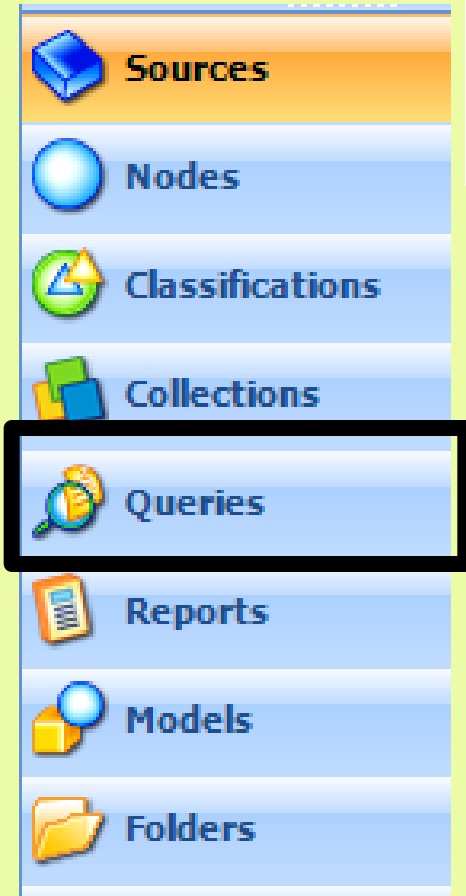 Sources
Nodes
Classifications
Collections
Queries
Reports
Models
Folders